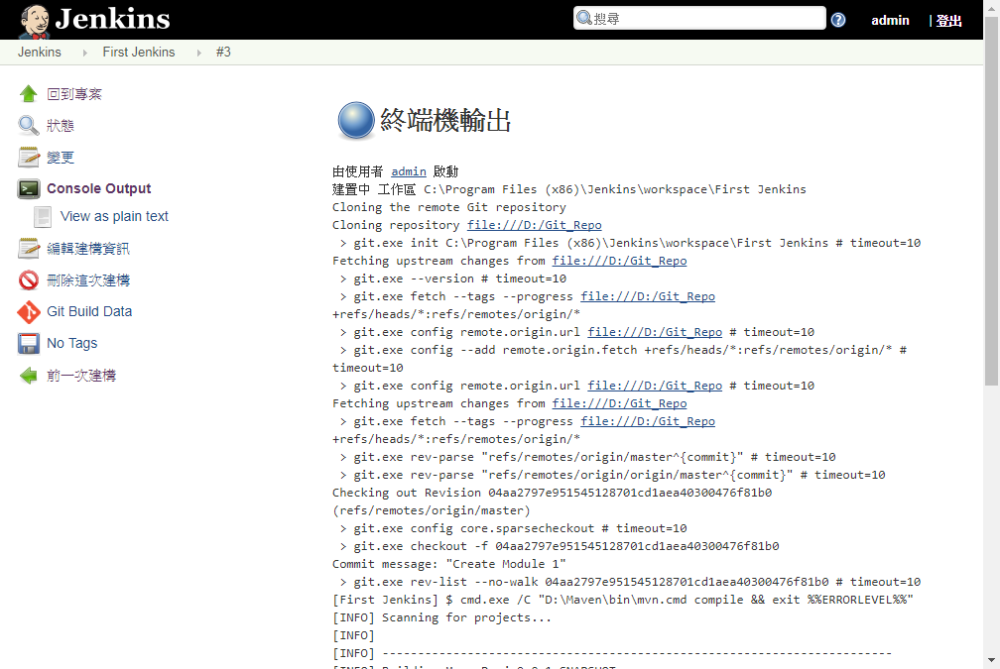 Jenkins
搜尋
admin
| 登出
Jenkins
First Jenkins
#3
回到專案
狀態
變更
Console Output
View as plain text
編輯建構資訊
刪除這次建構
Git Build Data
No Tags
前一次建構
終端機輸出
由使用者 admin 啟動
建置中 工作區 C:\Program Files (x86)\Jenkins\workspace\First Jenkins
Cloning the remote Git repository
Cloning repository file:///D:/Git_Repo
> git.exe init C:\Program Files (x86)\Jenkins\workspace\First Jenkins # timeout=10
Fetching upstream changes from file:///D:/Git_Repo
> git.exe --version # timeout=10
> git.exe fetch --tags --progress file:///D:/Git_Repo
+refs/heads/*:refs/remotes/origin/*
> git.exe config remote.origin.url file:///D:/Git_Repo # timeout=10
> git.exe config --add remote.origin.fetch +refs/heads/*:refs/remotes/origin/* #
timeout=10
> git.exe config remote.origin.url file:///D:/Git_Repo # timeout=10
Fetching upstream changes from file:///D:/Git_Repo
> git.exe fetch --tags --progress file:///D:/Git_Repo
+refs/heads/*:refs/remotes/origin/*
> git.exe rev-parse "refs/remotes/origin/master^{commit}" # timeout=10
> git.exe rev-parse "refs/remotes/origin/origin/master^{commit}" # timeout=10
Checking out Revision 04aa2797e951545128701cd1aea40300476f81b0
(refs/remotes/origin/master)
> git.exe config core.sparsecheckout # timeout=10
> git.exe checkout -f 04aa2797e951545128701cd1aea40300476f81b0
Commit message: "Create Module 1"
> git.exe rev-list --no-walk 04aa2797e951545128701cd1aea40300476f81b0 # timeout=10
[First Jenkins] $ cmd.exe /C "D:\Maven\bin\mvn.cmd compile && exit %%ERRORLEVEL%%"
[INFO] Scanning for projects...
[INFO]
[INFO] ------------------------------------------------------------------------